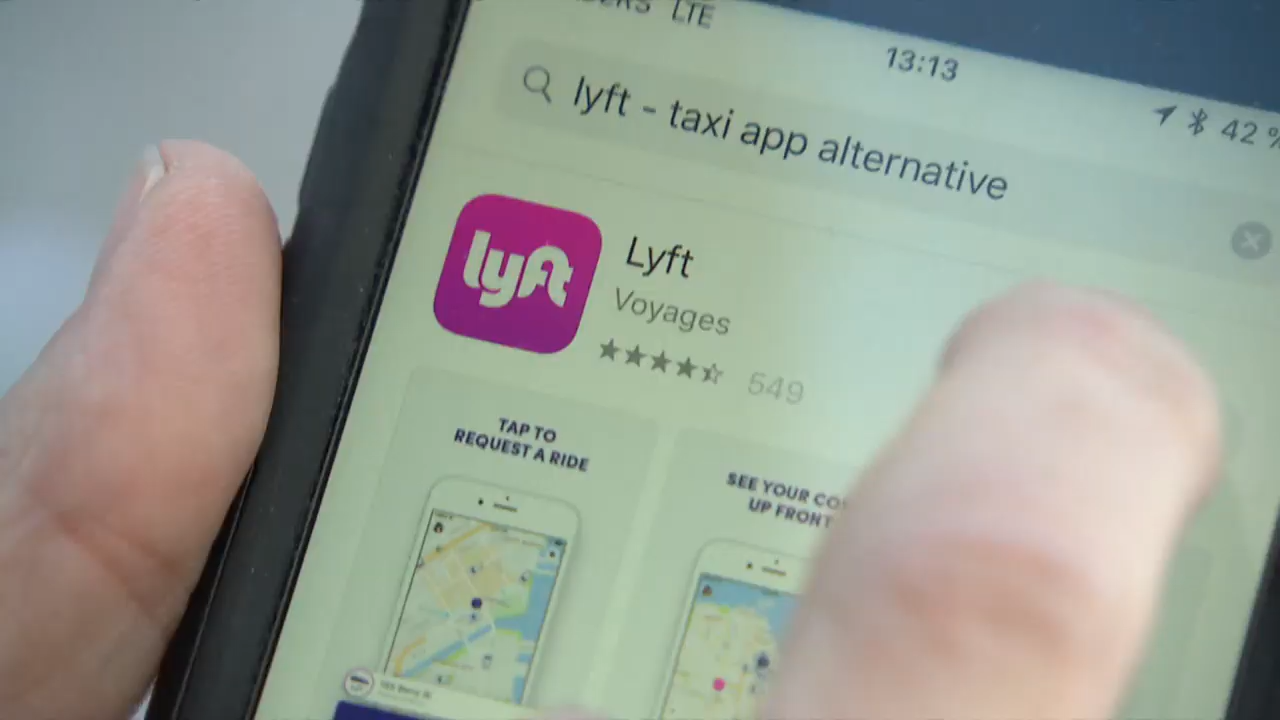 LTE
13:13
42 %
lyft - taxi app alternative
lyft
Lyft
Voyages
549
TAP TO
REQUEST A RIDE
SEE YOUR
UP FRONT